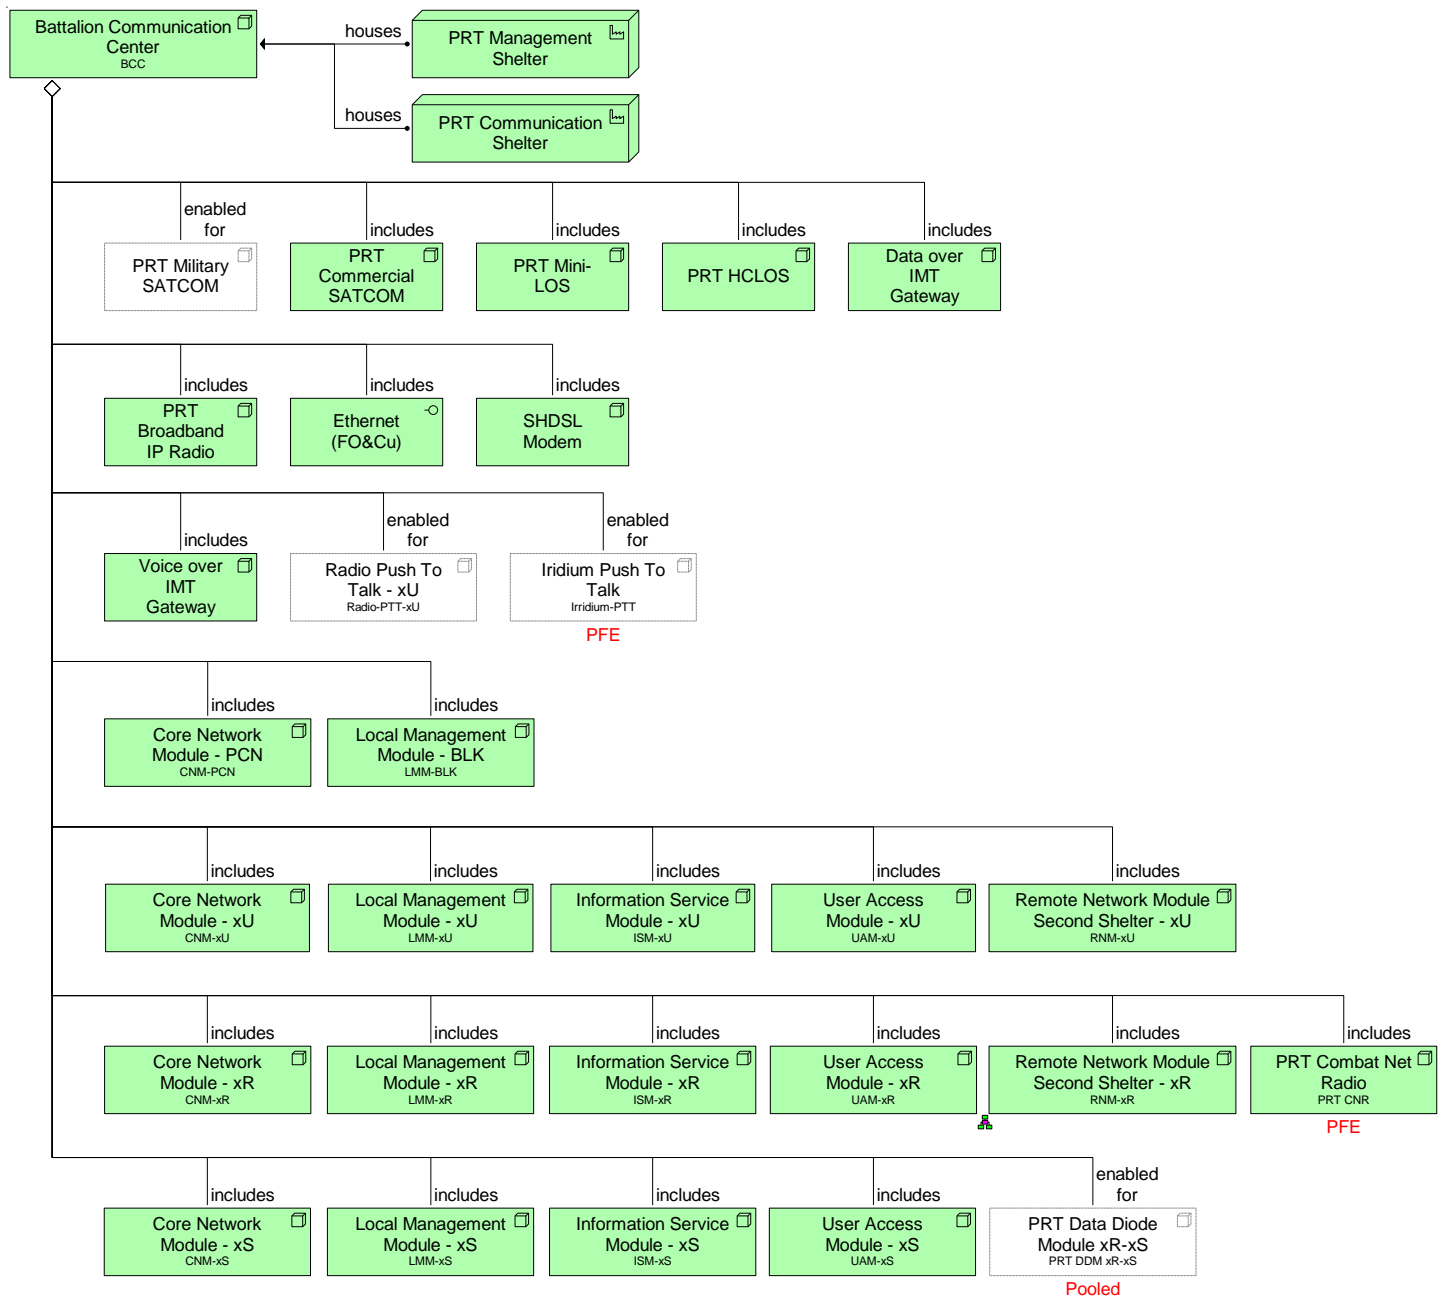 Battalion Communication
Center
BCC
houses
PRT Management
Shelter
houses
PRT Communication
Shelter
enabled
for
includes
includes
includes
includes
PRT Military
SATCOM
PRT
Commercial
SATCOM
PRT Mini-
LOS
PRT HCLOS
Data over
IMT
Gateway
includes
includes
includes
PRT
Broadband
IP Radio
Ethernet
(FO&Cu)
SHDSL
Modem
includes
enabled
for
enabled
for
Voice over
IMT
Gateway
Radio Push To
Talk - xU
Radio-PTT-xU
Iridium Push To
Talk
Irridium-PTT
PFE
includes
includes
Core Network
Module - PCN
CNM-PCN
Local Management
Module - BLK
LMM-BLK
includes
includes
includes
includes
includes
Core Network
Module - xU
CNM-xU
Local Management
Module - xU
LMM-xU
Information Service
Module - xU
ISM-xU
User Access
Module - xU
UAM-xU
Remote Network Module
Second Shelter - xU
RNM-xU
includes
includes
includes
includes
includes
includes
Core Network
Module - xR
CNM-xR
Local Management
Module - xR
LMM-xR
Information Service
Module - xR
ISM-xR
User Access
Module - xR
UAM-xR
Remote Network Module
Second Shelter - xR
RNM-xR
PRT Combat Net
Radio
PRT CNR
PFE
includes
includes
includes
includes
enabled
for
Core Network
Module - xS
CNM-xS
Local Management
Module - xS
LMM-xS
Information Service
Module - xS
ISM-xS
User Access
Module - xS
UAM-xS
PRT Data Diode
Module xR-xS
PRT DDM xR-xS
Pooled